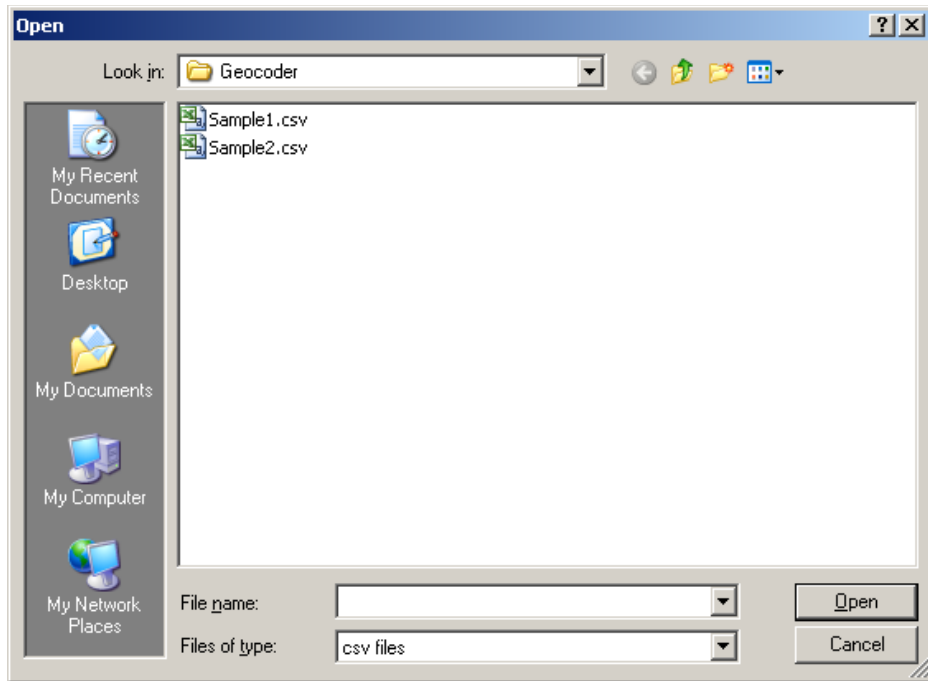 Open
Look in: Geocoder
Sample1.csv
Sample2.csv
My Recent
Documents
Desktop
My Documents
My Computer
My Network
Places
File name:
Open
Files of type: csv files
Cancel